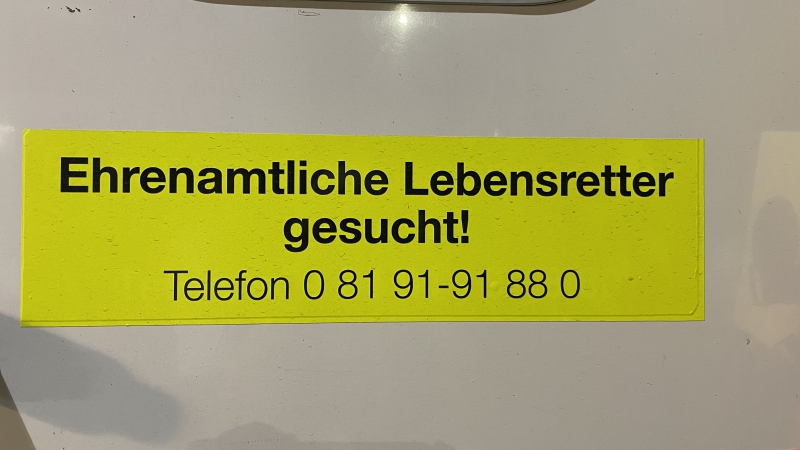 Ehrenamtliche Lebensretter
gesucht!
Telefon 0 81 91-91 88 0